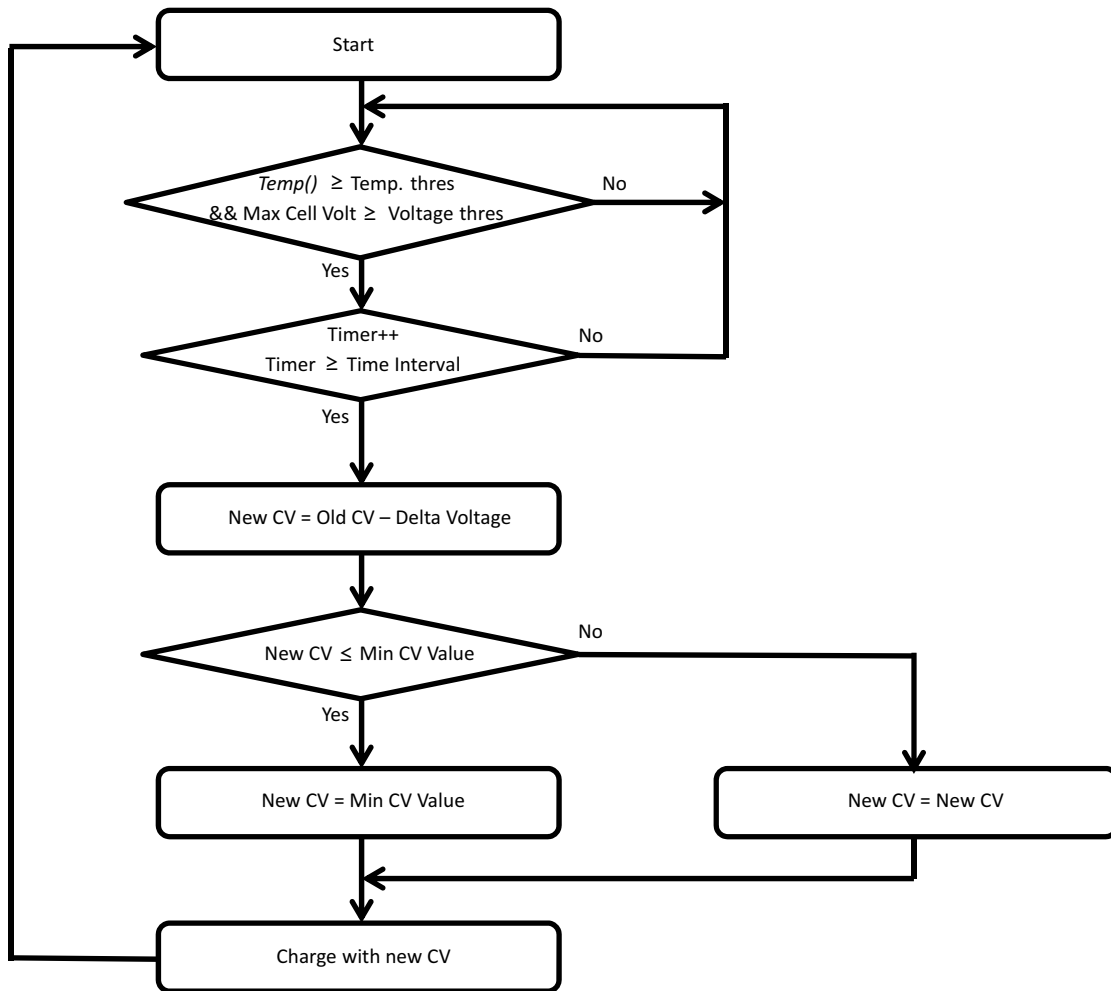 Start
Temp() ≥ Temp. thres
&& Max Cell Volt ≥ Voltage thres
No
Yes
Timer++
Timer ≥ Time Interval
No
Yes
New CV = Old CV – Delta Voltage
New CV ≤ Min CV Value
No
Yes
New CV = Min CV Value
New CV = New CV
Charge with new CV